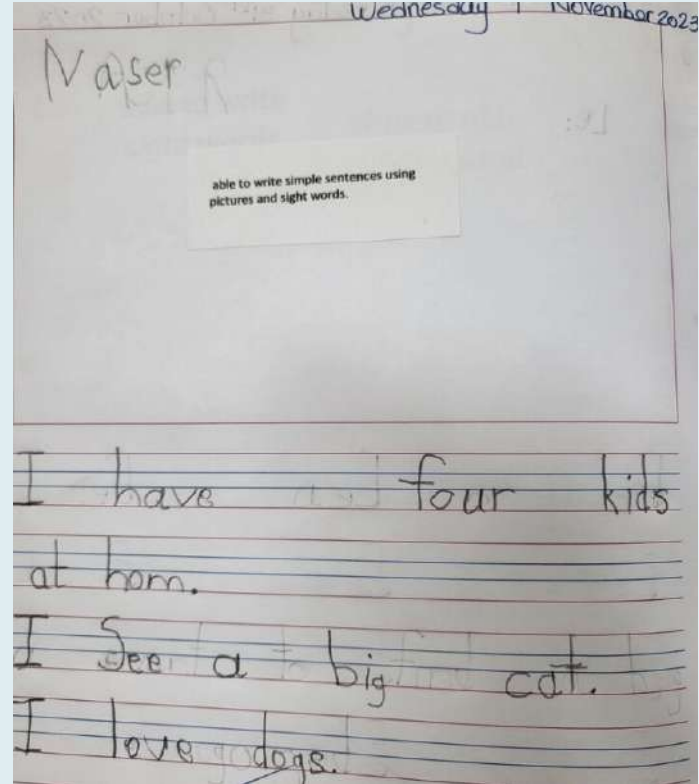 Wednesday 1 November 2023
Naser
able to write simple sentences using
pictures and sight words.
I have four kids
at hom.
I See a big cat.
I love dogs.